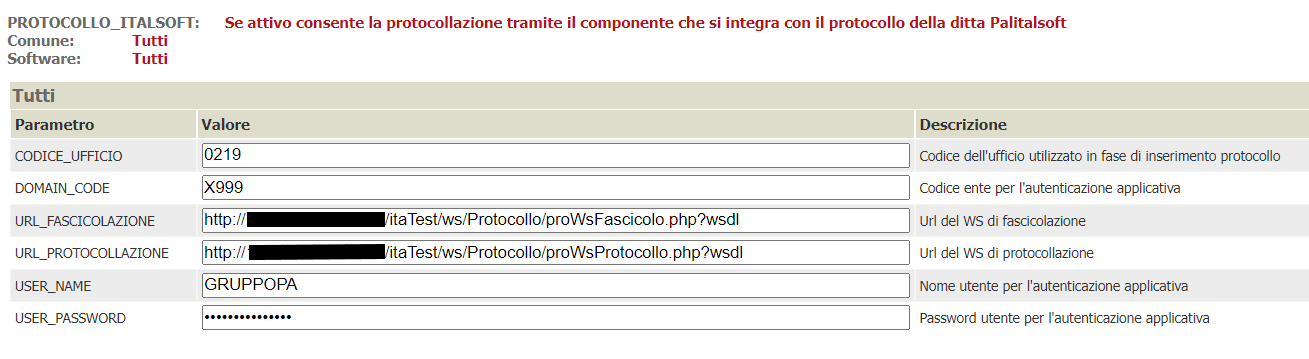 PROTOCOLLO_ITALSOFT: Se attivo consente la protocollazione tramite il componente che si integra con il protocollo della ditta Palitalsoft
Comune: Tutti
Software: Tutti
Tutti
Parametro Valore Descrizione
CODICE_UFFICIO 0219 Codice dell'ufficio utilizzato in fase di inserimento protocollo
DOMAIN_CODE X999 Codice ente per l'autenticazione applicativa
URL_FASCICOLAZIONE http:// /itaTest/ws/Protocollo/proWsFascicolo.php?wsdl Url del WS di fascicolazione
URL_PROTOCOLLAZIONE http:// /itaTest/ws/Protocollo/proWsProtocollo.php?wsdl Url del WS di protocollazione
USER_NAME GRUPPOPA Nome utente per l'autenticazione applicativa
USER_PASSWORD ••••••••••••••• Password utente per l'autenticazione applicativa